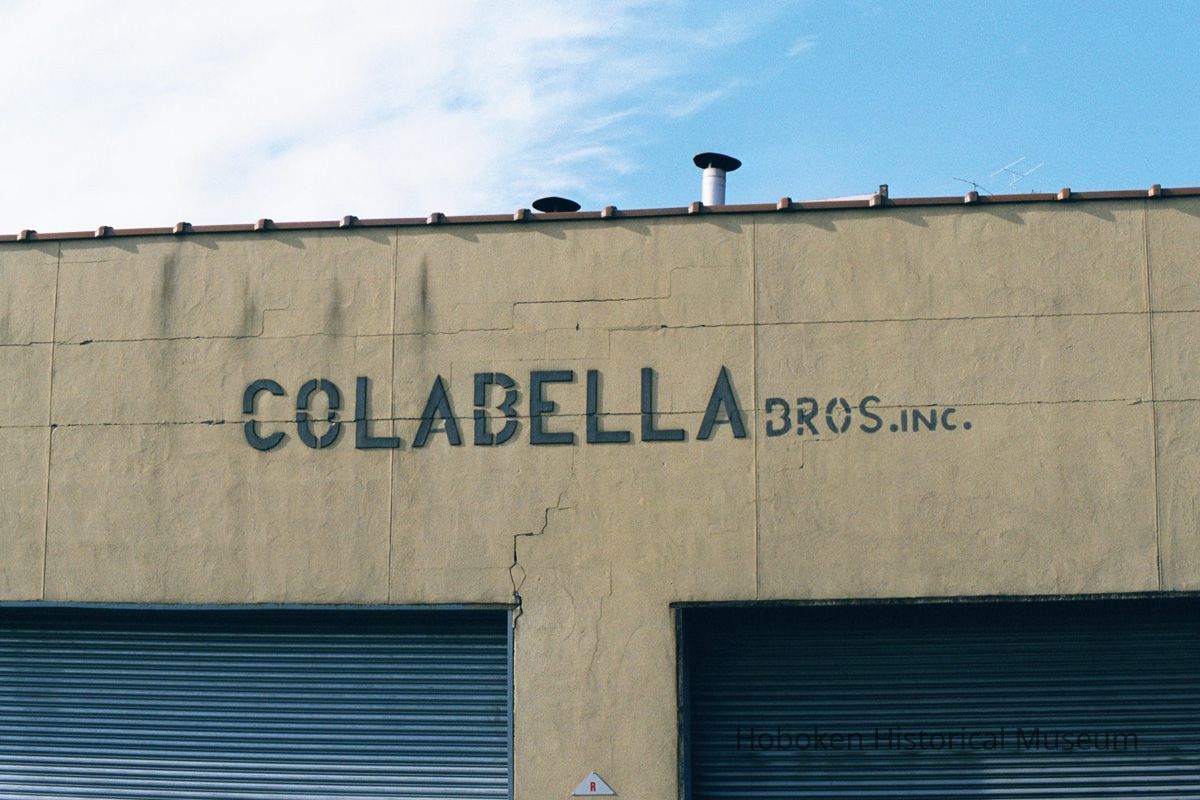 COLABELLA BROS. INC.
Hoboken Historical Museum
R